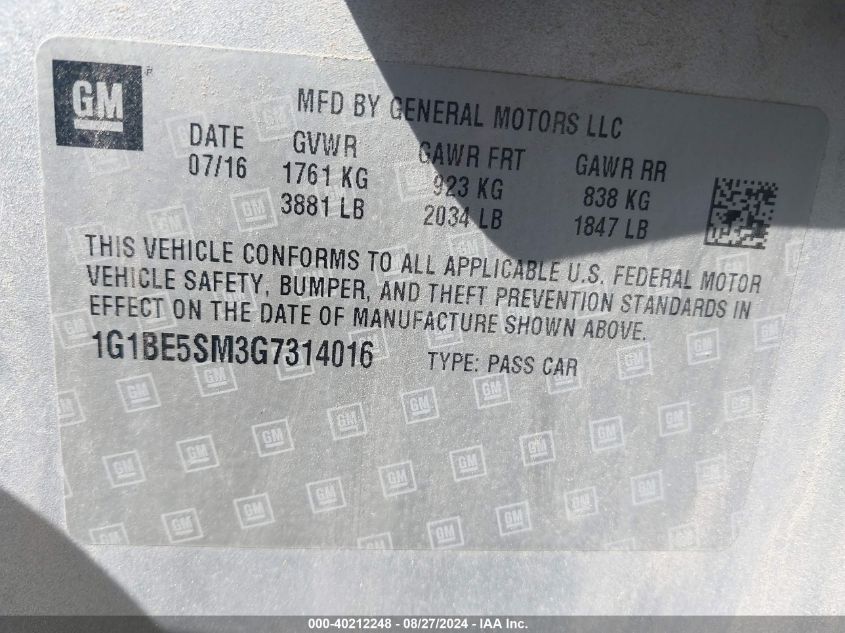 GM
MFD BY GENERAL MOTORS LLC
DATE GVWR GAWR FRT GAWR RR
07/16 1761 KG 923 KG 838 KG
3881 LB 2034 LB 1847 LB
THIS VEHICLE CONFORMS TO ALL APPLICABLE U.S. FEDERAL MOTOR
VEHICLE SAFETY, BUMPER, AND THEFT PREVENTION STANDARDS IN
EFFECT ON THE DATE OF MANUFACTURE SHOWN ABOVE.
1G1BE5SM3G7314016 TYPE: PASS CAR
000-40212248 - 08/27/2024 - IAA Inc.